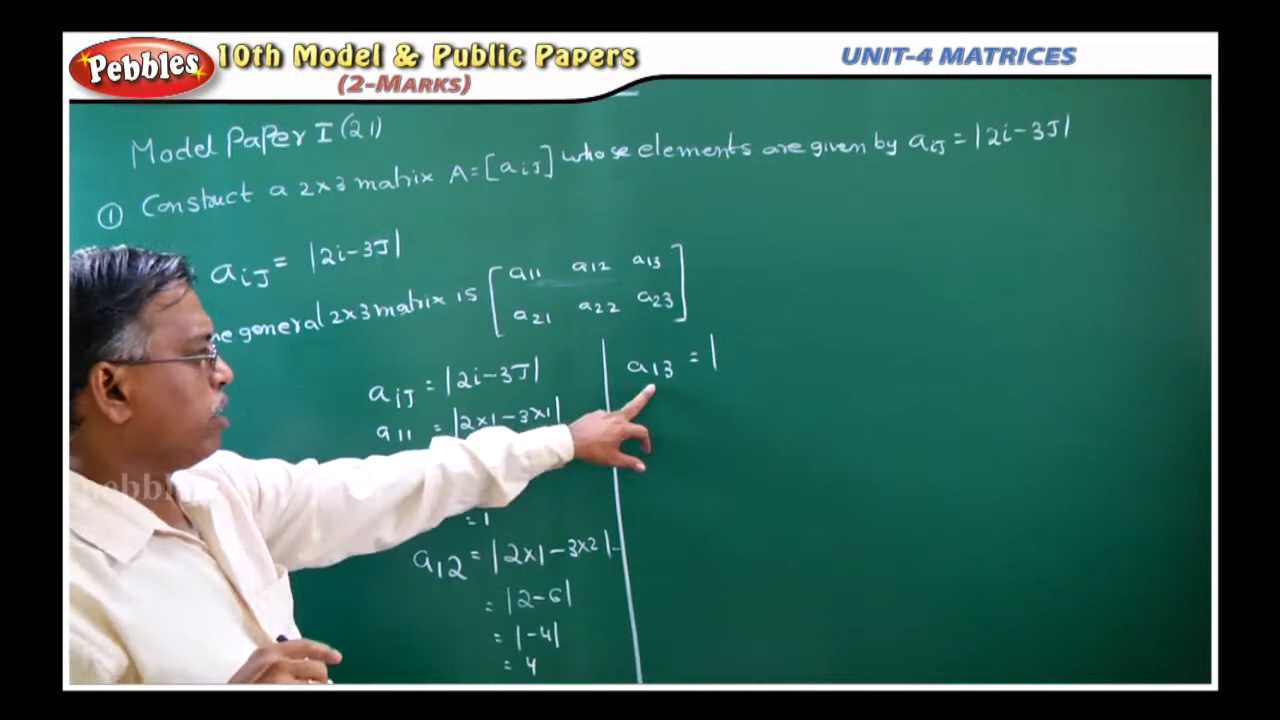 Pebbles
10th Model & Public Papers
(2-MARKS)
UNIT-4 MATRICES
Model Paper I (21)
① Construct a 2×3 matrix A = [aiJ] whose elements are given by aiJ = |2i-3J|
aiJ = |2i-3J|
general 2×3 matrix is [a11 a12 a13
a21 a22 a23]
aiJ = |2i-3J|
a11 = |2×1-3×1|
= 1
a12 = |2×1-3×2|
= |2-6|
= |-4|
= 4
a13 = |